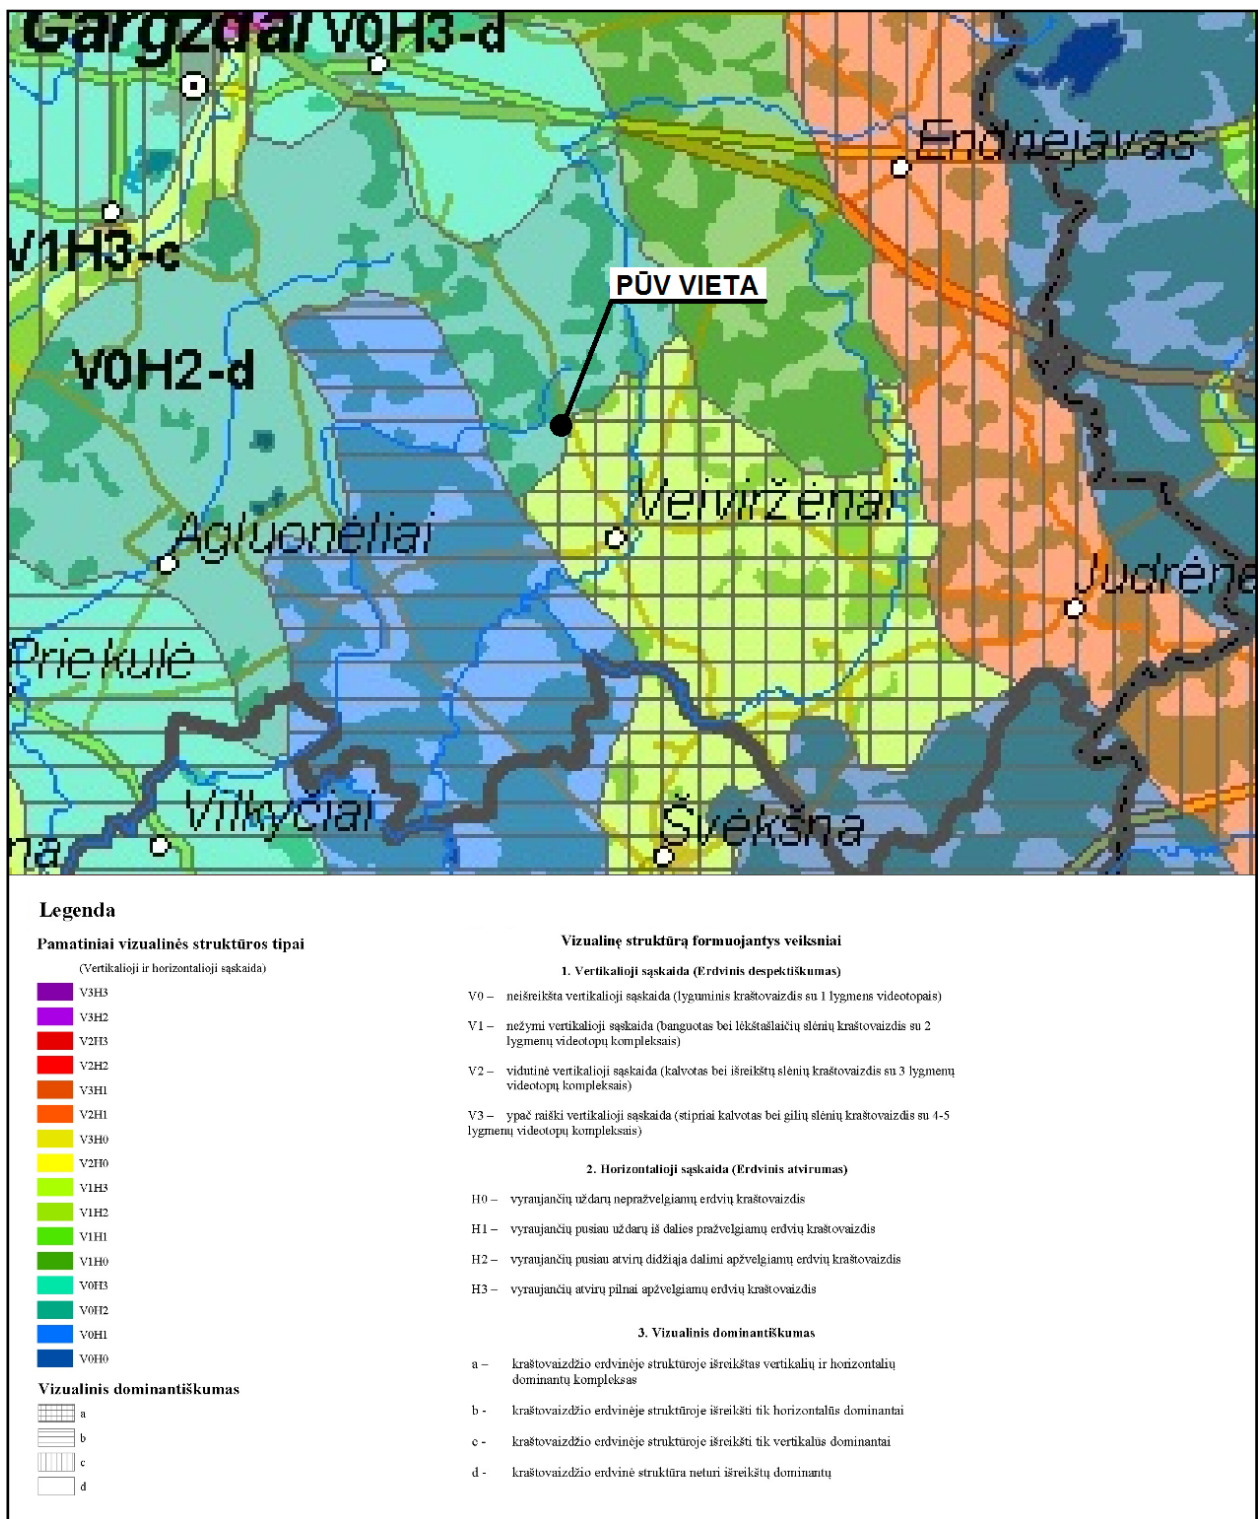 Gargždai V0H3-d
Endriejavas
V1H3-c
PŪV VIETA
V0H2-d
Veiviržėnai
Agluonėliai
Judrėna
Priekulė
Vilkyčiai
Švėkšna
na
Legenda
Pamatiniai vizualinės struktūros tipai
(Vertikalioji ir horizontalioji sąskaida)
V3H3
V3H2
V2H3
V2H2
V3H1
V2H1
V3H0
V2H0
V1H3
V1H2
V1H1
V1H0
V0H3
V0H2
V0H1
V0H0
Vizualinis dominantiškumas
a
b
c
d
Vizualinę struktūrą formuojantys veiksniai
1. Vertikalioji sąskaida (Erdvinis despektiškumas)
V0 – neišreikšta vertikalioji sąskaida (lyguminis kraštovaizdis su 1 lygmens videotopais)
V1 – nežymi vertikalioji sąskaida (banguotas bei lėkštašlaičių slėnių kraštovaizdis su 2
lygmenų videotopų kompleksais)
V2 – vidutinė vertikalioji sąskaida (kalvotas bei išreikštų slėnių kraštovaizdis su 3 lygmenų
videotopų kompleksais)
V3 – ypač raiški vertikalioji sąskaida (stipriai kalvotas bei gilių slėnių kraštovaizdis su 4-5
lygmenų videotopų kompleksais)
2. Horizontalioji sąskaida (Erdvinis atvirumas)
H0 – vyraujančių uždarų nepražvelgiamų erdvių kraštovaizdis
H1 – vyraujančių pusiau uždarų iš dalies pražvelgiamų erdvių kraštovaizdis
H2 – vyraujančių pusiau atvirų didžiąja dalimi apžvelgiamų erdvių kraštovaizdis
H3 – vyraujančių atvirų pilnai apžvelgiamų erdvių kraštovaizdis
3. Vizualinis dominantiškumas
a – kraštovaizdžio erdvinėje struktūroje išreikštas vertikalių ir horizontalių
dominantų kompleksas
b - kraštovaizdžio erdvinėje struktūroje išreikšti tik horizontalūs dominantai
c - kraštovaizdžio erdvinėje struktūroje išreikšti tik vertikalūs dominantai
d - kraštovaizdžio erdvinė struktūra neturi išreikštų dominantų